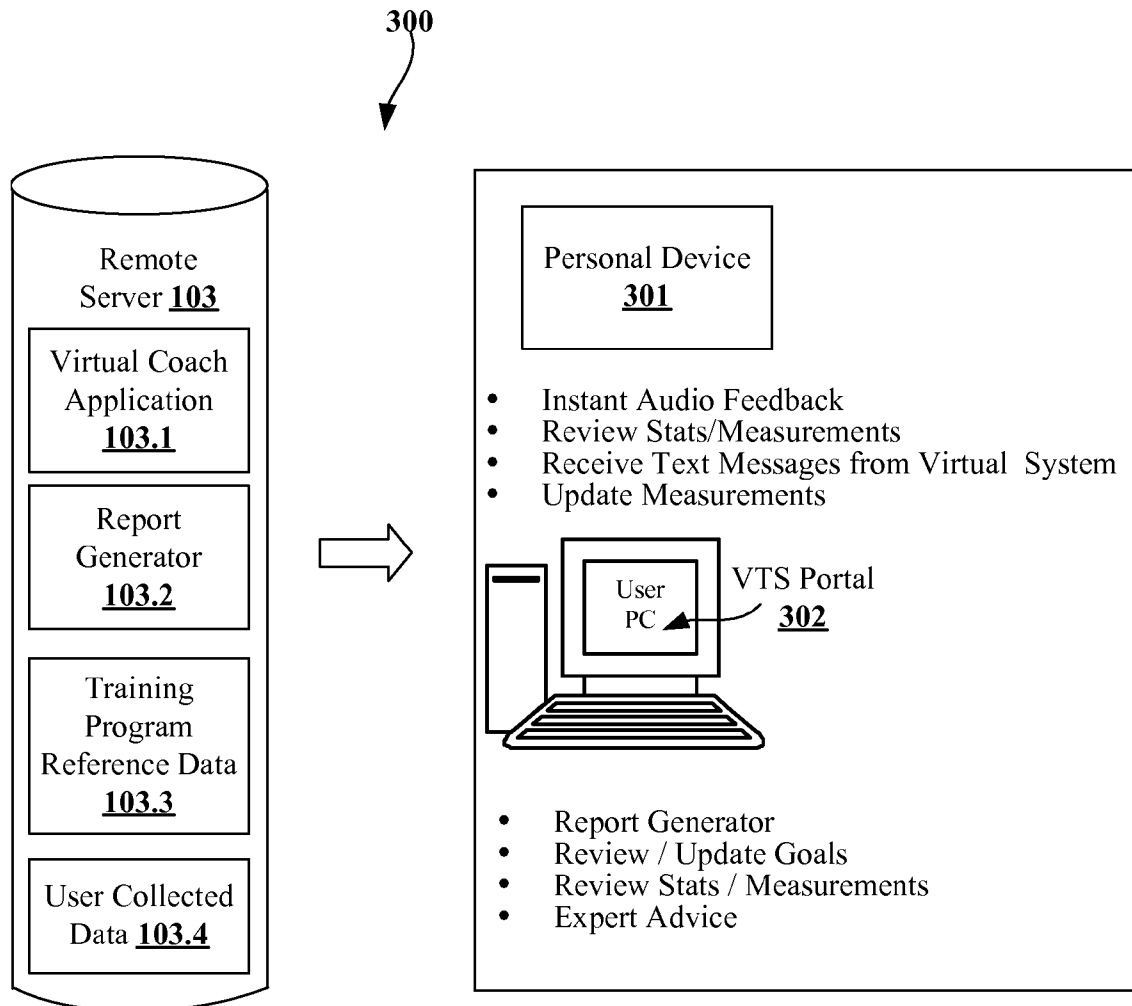 300
Remote
Server 103
Virtual Coach
Application
103.1
Report
Generator
103.2
Training
Program
Reference Data
103.3
User Collected
Data 103.4
Personal Device
301
• Instant Audio Feedback
• Review Stats/Measurements
• Receive Text Messages from Virtual System
• Update Measurements
User
PC
VTS Portal
302
• Report Generator
• Review / Update Goals
• Review Stats / Measurements
• Expert Advice